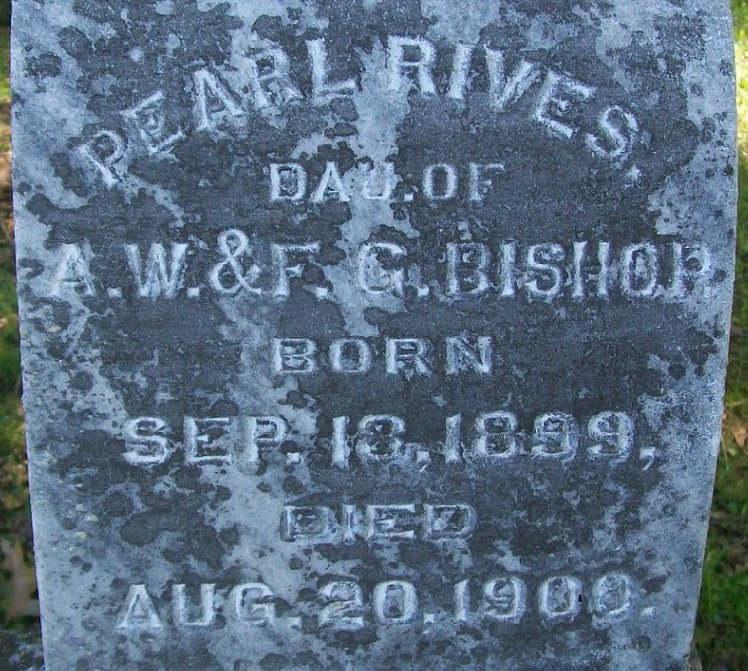 PEARL RIVES,
DAU. OF
A. W. & F. G. BISHOP.
BORN
SEP. 18, 1899,
DIED
AUG. 20. 1900.